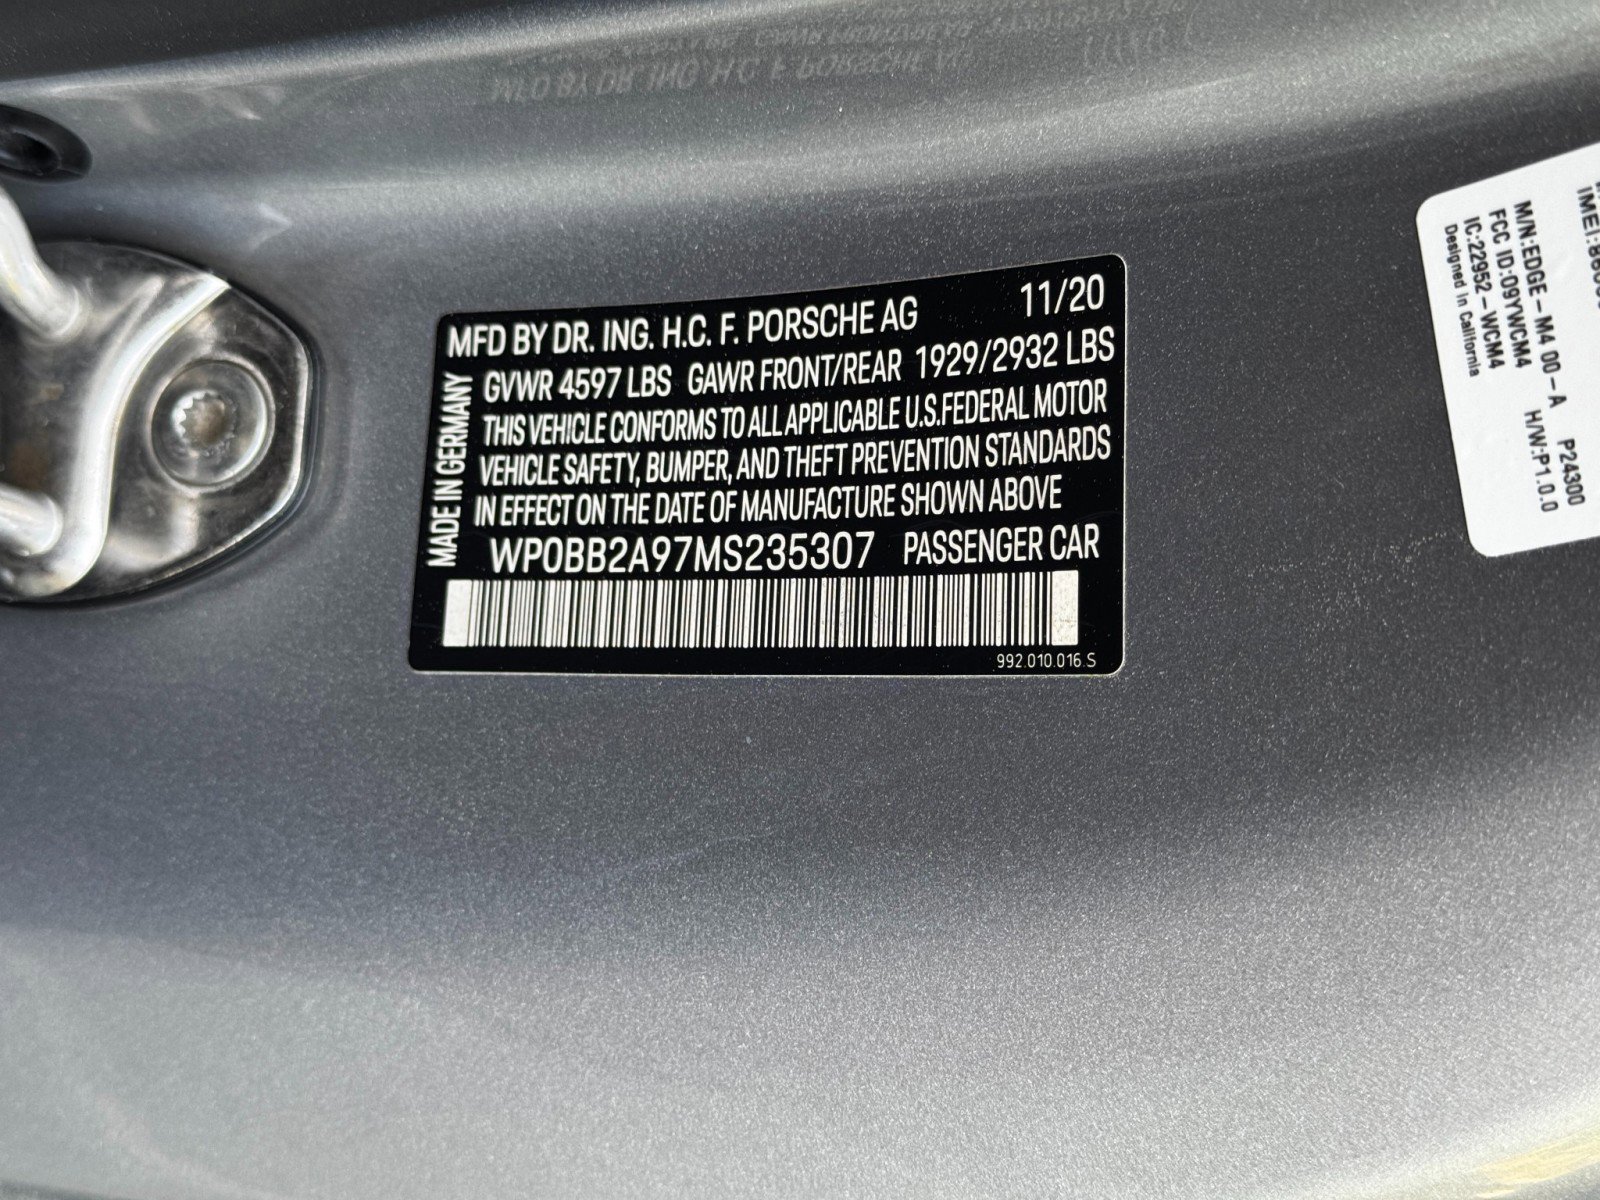 MFD BY DR. ING. H.C. F. PORSCHE AG 11/20
GVWR 4597 LBS GAWR FRONT/REAR 1929/2932 LBS
THIS VEHICLE CONFORMS TO ALL APPLICABLE U.S.FEDERAL MOTOR
VEHICLE SAFETY, BUMPER, AND THEFT PREVENTION STANDARDS
IN EFFECT ON THE DATE OF MANUFACTURE SHOWN ABOVE
WP0BB2A97MS235307 PASSENGER CAR
992.010.016.S
MADE IN GERMANY
M/N:EDGE-M4 00-A P24300
FCC ID:09YWCM4 H/W:P1.0.0
IC:22952-WCM4
Designed in California